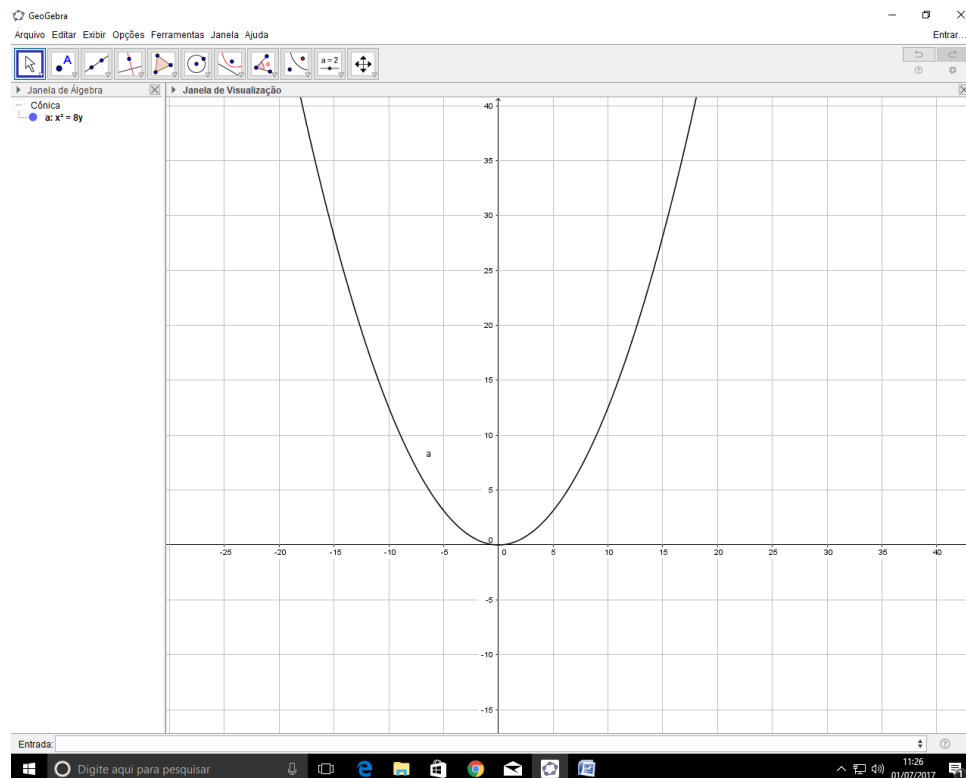 GeoGebra
Arquivo Editar Exibir Opções Ferramentas Janela Ajuda
Entrar...
A
α
a=2
Janela de Álgebra
Janela de Visualização
Cônica
a: x² = 8y
40
35
30
25
20
15
10
a
5
0
-25 -20 -15 -10 -5 0 5 10 15 20 25 30 35 40
-5
-10
-15
Entrada:
Digite aqui para pesquisar
11:26
01/07/2017